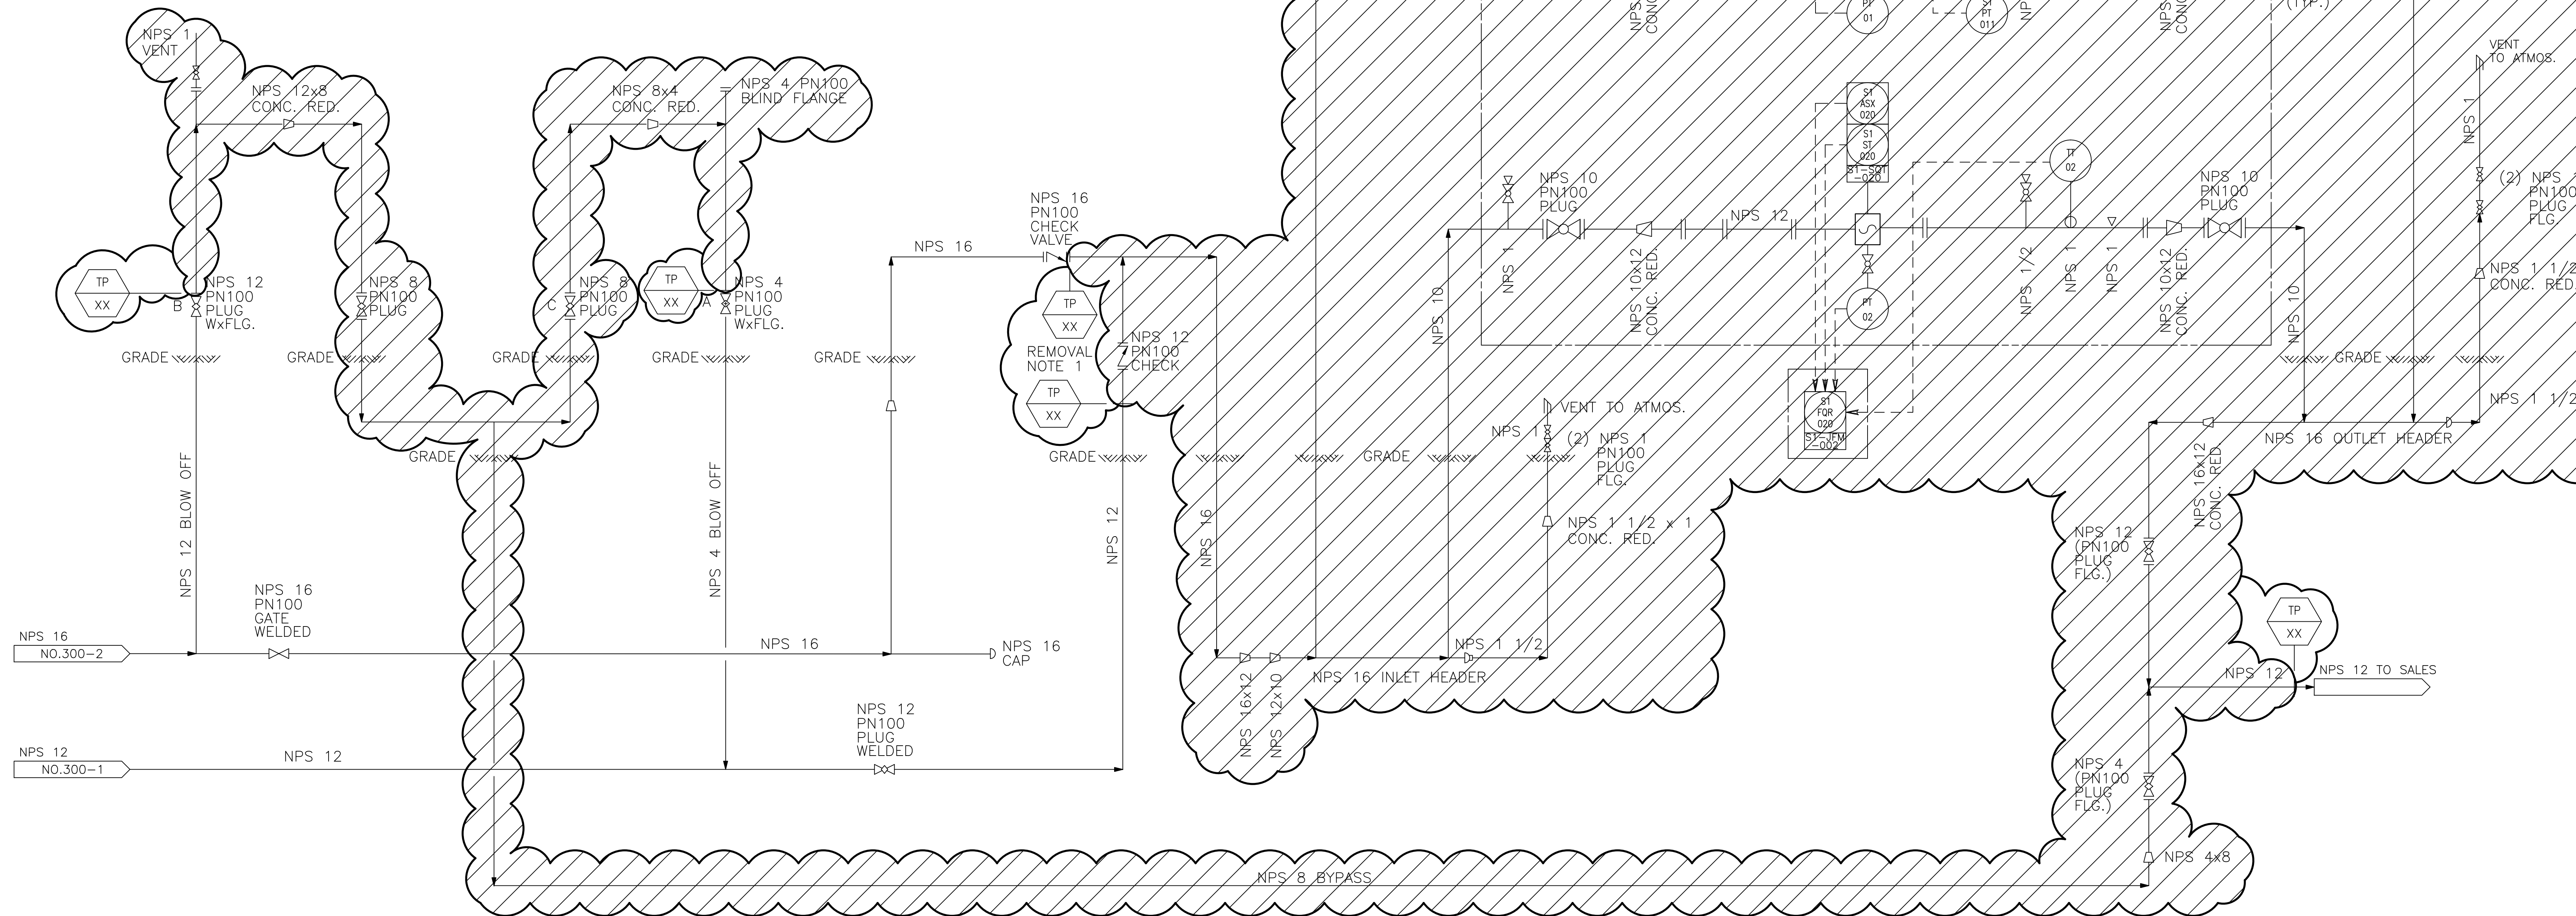 NPS 1
VENT
NPS 12x8
CONC. RED.
NPS 8x4
CONC. RED.
NPS 4 PN100
BLIND FLANGE
TP
XX
B
NPS 12
PN100
PLUG
WxFLG.
NPS 8
PN100
PLUG
C
NPS 8
PN100
PLUG
TP
XX
A
NPS 4
PN100
PLUG
WxFLG.
GRADE
GRADE
GRADE
GRADE
GRADE
GRADE
NPS 12 BLOW OFF
NPS 4 BLOW OFF
NPS 16
NPS 16
PN100
CHECK
VALVE
TP
XX
REMOVAL
NOTE 1
TP
XX
NPS 12
PN100
CHECK
GRADE
NPS 12
NPS 16
NPS 16
NO.300-2
NPS 16
PN100
GATE
WELDED
NPS 16
NPS 16
CAP
NPS 12
NO.300-1
NPS 12
NPS 12
PN100
PLUG
WELDED
NPS 8 BYPASS
NPS 16x12
NPS 12x10
NPS 16 INLET HEADER
NPS 1 1/2
NPS 1 1/2 x 1
CONC. RED.
GRADE
NPS 1
(2) NPS 1
PN100
PLUG
FLG.
VENT TO ATMOS.
NPS 10
NPS 1
NPS 10
PN100
PLUG
NPS 10x12
CONC. RED.
NPS 12
01
PT
011
S1
ASX
020
S1
ST
020
S1-SQT
-020
PT
02
TT
02
S1
FQR
020
S1-JFM
-002
NPS 1/2
NPS 1
NPS 1
NPS 10x12
CONC. RED.
NPS 10
PN100
PLUG
NPS 10
GRADE
NPS 16 OUTLET HEADER
NPS 16x12
CONC. RED.
VENT
TO ATMOS.
NPS 1
(2) NPS
PN100
PLUG
FLG.
NPS 1 1/2
CONC. RED.
NPS 1 1/2
NPS 12
(PN100
PLUG
FLG.)
TP
XX
NPS 12
NPS 12 TO SALES
NPS 4
(PN100
PLUG
FLG.)
NPS 4x8